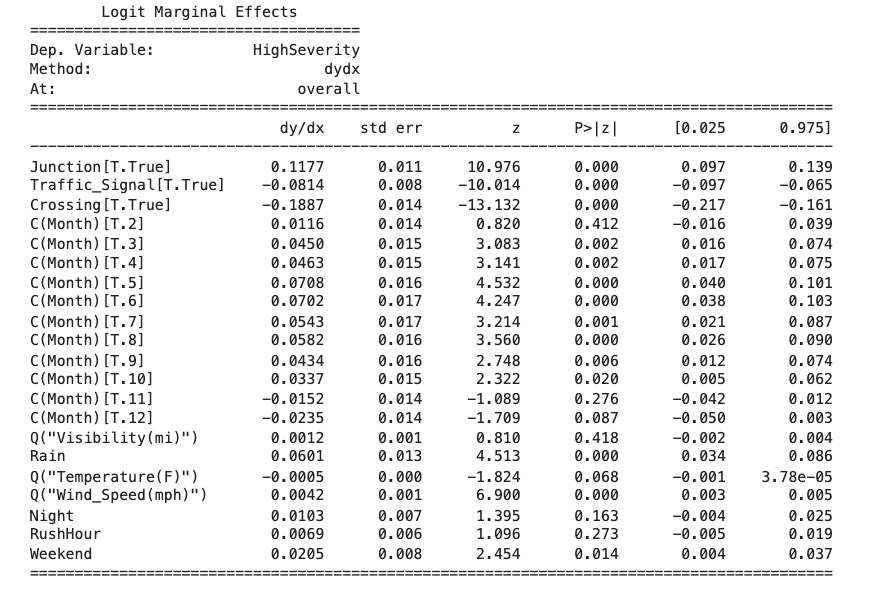 Logit Marginal Effects
=====================================
Dep. Variable: HighSeverity
Method: dydx
At: overall
==========================================================================================
dy/dx std err z P>|z| [0.025 0.975]
------------------------------------------------------------------------------------------
Junction[T.True] 0.1177 0.011 10.976 0.000 0.097 0.139
Traffic_Signal[T.True] -0.0814 0.008 -10.014 0.000 -0.097 -0.065
Crossing[T.True] -0.1887 0.014 -13.132 0.000 -0.217 -0.161
C(Month)[T.2] 0.0116 0.014 0.820 0.412 -0.016 0.039
C(Month)[T.3] 0.0450 0.015 3.083 0.002 0.016 0.074
C(Month)[T.4] 0.0463 0.015 3.141 0.002 0.017 0.075
C(Month)[T.5] 0.0708 0.016 4.532 0.000 0.040 0.101
C(Month)[T.6] 0.0702 0.017 4.247 0.000 0.038 0.103
C(Month)[T.7] 0.0543 0.017 3.214 0.001 0.021 0.087
C(Month)[T.8] 0.0582 0.016 3.560 0.000 0.026 0.090
C(Month)[T.9] 0.0434 0.016 2.748 0.006 0.012 0.074
C(Month)[T.10] 0.0337 0.015 2.322 0.020 0.005 0.062
C(Month)[T.11] -0.0152 0.014 -1.089 0.276 -0.042 0.012
C(Month)[T.12] -0.0235 0.014 -1.709 0.087 -0.050 0.003
Q("Visibility(mi)") 0.0012 0.001 0.810 0.418 -0.002 0.004
Rain 0.0601 0.013 4.513 0.000 0.034 0.086
Q("Temperature(F)") -0.0005 0.000 -1.824 0.068 -0.001 3.78e-05
Q("Wind_Speed(mph)") 0.0042 0.001 6.900 0.000 0.003 0.005
Night 0.0103 0.007 1.395 0.163 -0.004 0.025
RushHour 0.0069 0.006 1.096 0.273 -0.005 0.019
Weekend 0.0205 0.008 2.454 0.014 0.004 0.037
==========================================================================================